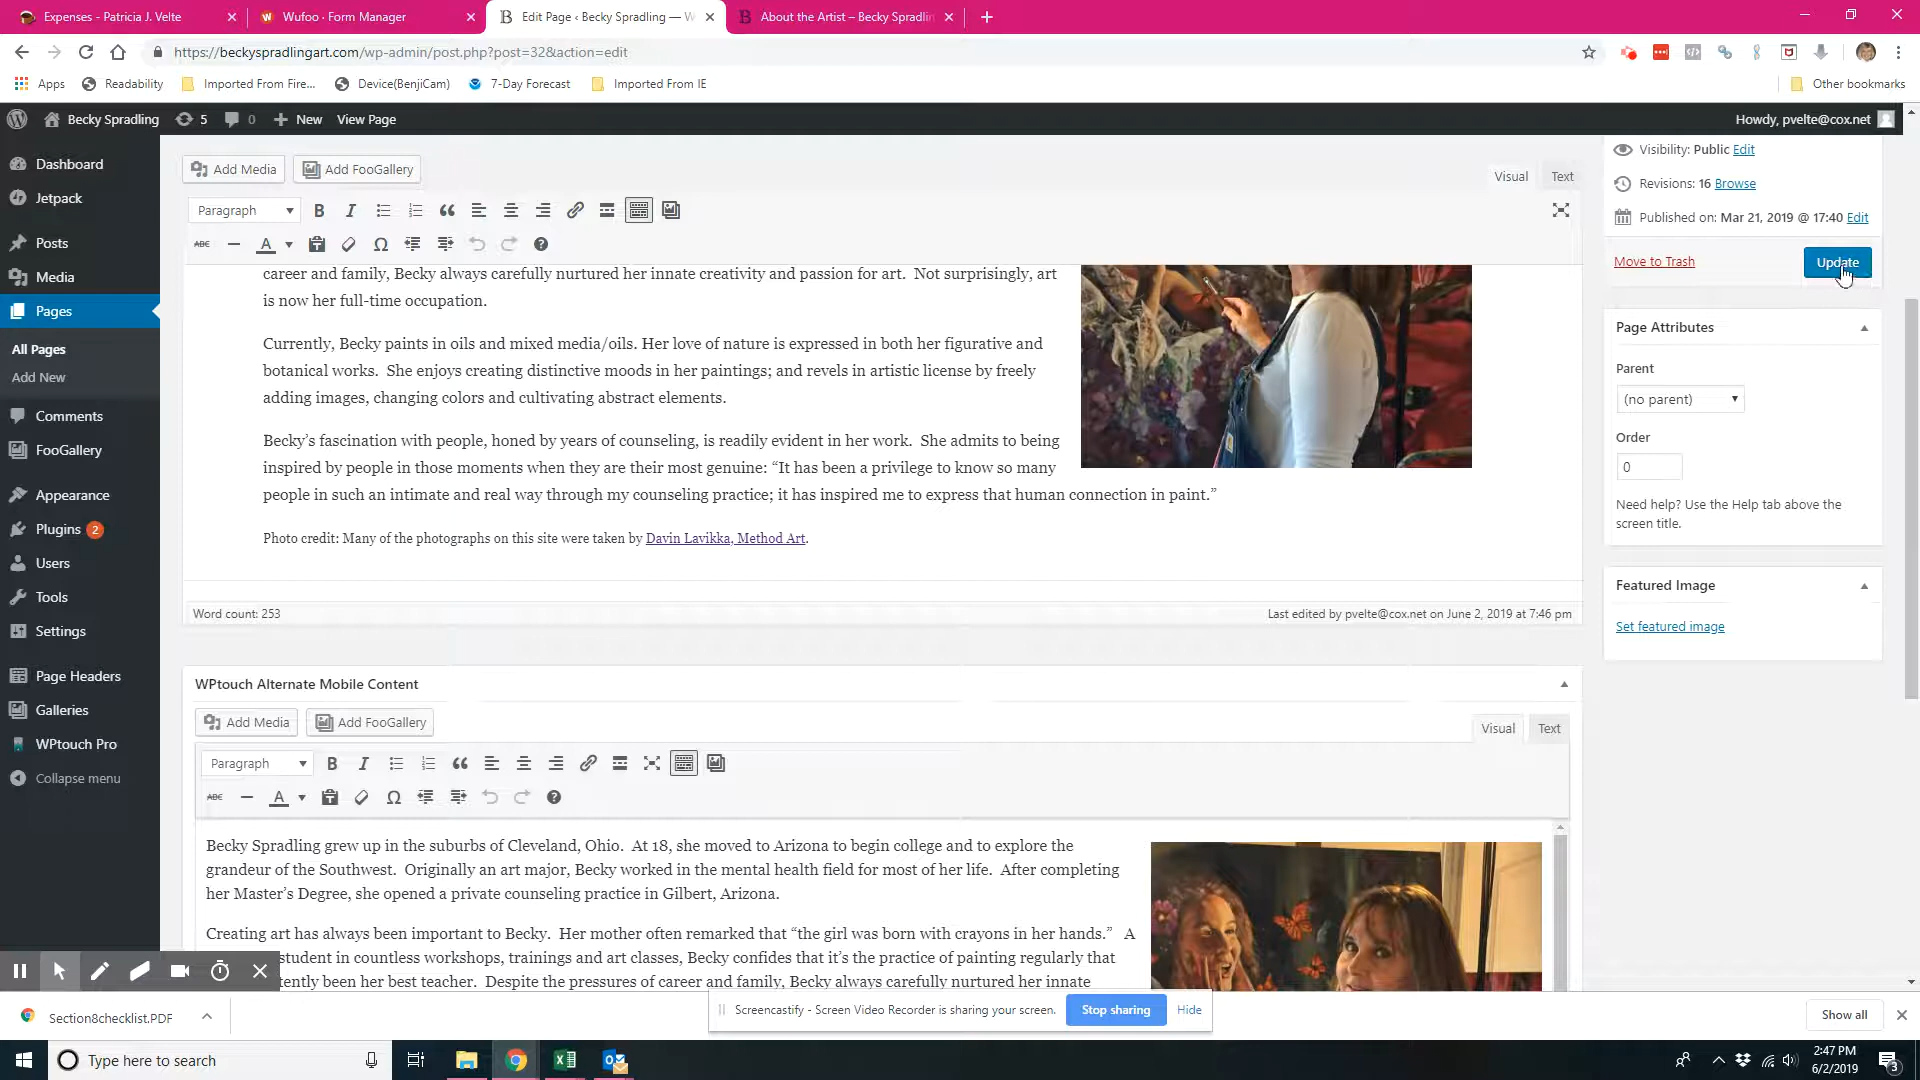 Expenses - Patricia J. Velte
Wufoo · Form Manager
Edit Page ‹ Becky Spradling — W
About the Artist – Becky Spradlin
https://beckyspradlingart.com/wp-admin/post.php?post=32&action=edit
Apps
Readability
Imported From Fire...
Device(BenjiCam)
7-Day Forecast
Imported From IE
Other bookmarks
Becky Spradling
5
0
New
View Page
Howdy, pvelte@cox.net
Dashboard
Jetpack
Posts
Media
Pages
All Pages
Add New
Comments
FooGallery
Appearance
Plugins 2
Users
Tools
Settings
Page Headers
Galleries
WPtouch Pro
Collapse menu
Add Media
Add FooGallery
Visual
Text
Paragraph
B
I
ABC
A
career and family, Becky always carefully nurtured her innate creativity and passion for art.  Not surprisingly, art
is now her full-time occupation.
Currently, Becky paints in oils and mixed media/oils. Her love of nature is expressed in both her figurative and
botanical works.  She enjoys creating distinctive moods in her paintings; and revels in artistic license by freely
adding images, changing colors and cultivating abstract elements.
Becky’s fascination with people, honed by years of counseling, is readily evident in her work.  She admits to being
inspired by people in those moments when they are their most genuine: “It has been a privilege to know so many
people in such an intimate and real way through my counseling practice; it has inspired me to express that human connection in paint.”
Photo credit: Many of the photographs on this site were taken by Davin Lavikka, Method Art.
Word count: 253
Last edited by pvelte@cox.net on June 2, 2019 at 7:46 pm
WPtouch Alternate Mobile Content
Add Media
Add FooGallery
Visual
Text
Paragraph
B
I
ABC
A
Becky Spradling grew up in the suburbs of Cleveland, Ohio.  At 18, she moved to Arizona to begin college and to explore the
grandeur of the Southwest.  Originally an art major, Becky worked in the mental health field for most of her life.  After completing
her Master’s Degree, she opened a private counseling practice in Gilbert, Arizona.
Creating art has always been important to Becky.  Her mother often remarked that “the girl was born with crayons in her hands.”  A
student in countless workshops, trainings and art classes, Becky confides that it’s the practice of painting regularly that
tently been her best teacher.  Despite the pressures of career and family, Becky always carefully nurtured her innate
Visibility: Public Edit
Revisions: 16 Browse
Published on: Mar 21, 2019 @ 17:40 Edit
Move to Trash
Update
Page Attributes
Parent
(no parent)
Order
0
Need help? Use the Help tab above the
screen title.
Featured Image
Set featured image
Screencastify - Screen Video Recorder is sharing your screen.
Stop sharing
Hide
Section8checklist.PDF
Show all
Type here to search
2:47 PM
6/2/2019
3